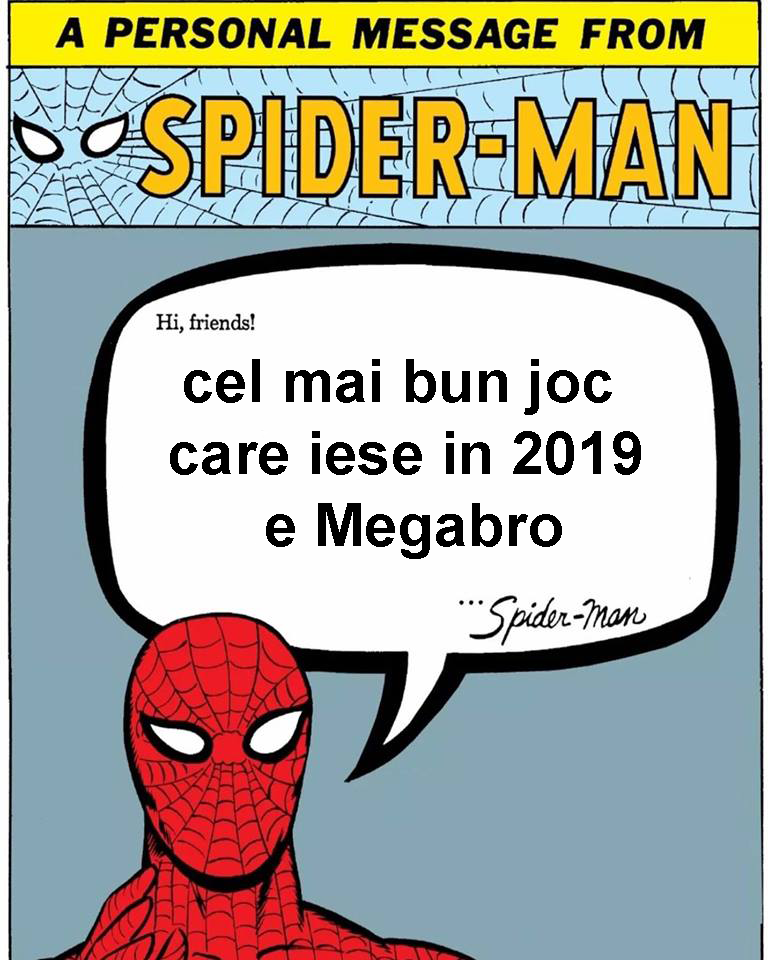 A PERSONAL MESSAGE FROM
SPIDER-MAN
Hi, friends!
cel mai bun joc
care iese in 2019
e Megabro
...Spider-Man